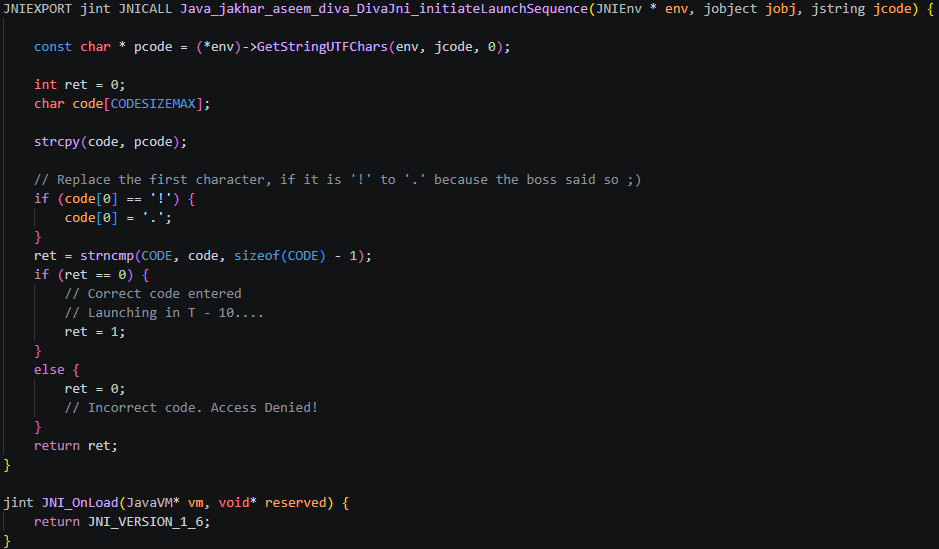 JNIEXPORT jint JNICALL Java_jakhar_aseem_diva_DivaJni_initiateLaunchSequence(JNIEnv * env, jobject jobj, jstring jcode) {
const char * pcode = (*env)->GetStringUTFChars(env, jcode, 0);
int ret = 0;
char code[CODESIZEMAX];
strcpy(code, pcode);
// Replace the first character, if it is '!' to '.' because the boss said so ;)
if (code[0] == '!') {
code[0] = '.';
}
ret = strncmp(CODE, code, sizeof(CODE) - 1);
if (ret == 0) {
// Correct code entered
// Launching in T - 10....
ret = 1;
}
else {
ret = 0;
// Incorrect code. Access Denied!
}
return ret;
}
jint JNI_OnLoad(JavaVM* vm, void* reserved) {
return JNI_VERSION_1_6;
}